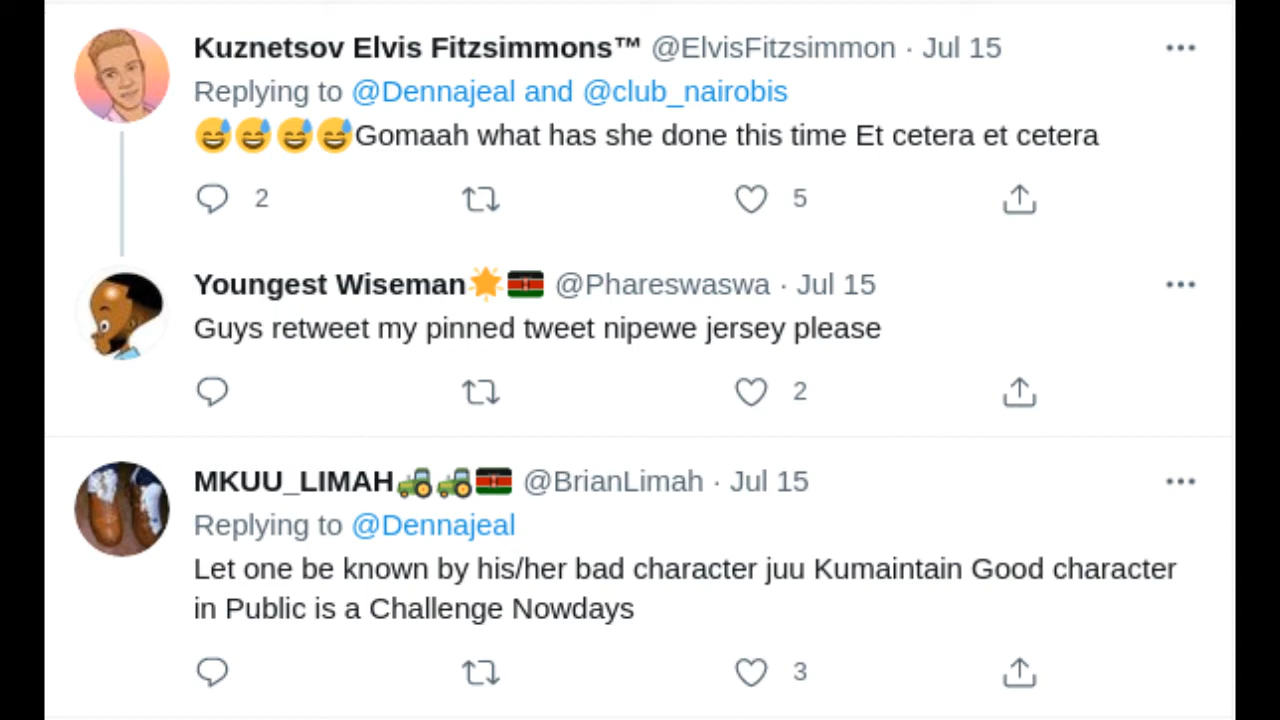 Kuznetsov Elvis Fitzsimmons™ @ElvisFitzsimmon · Jul 15
Replying to @Dennajeal and @club_nairobis
😅😅😅😅Gomaah what has she done this time Et cetera et cetera
2 5
Youngest Wiseman🌟🇰🇪 @Phareswaswa · Jul 15
Guys retweet my pinned tweet nipewe jersey please
2
MKUU_LIMAH🚜🚜🇰🇪 @BrianLimah · Jul 15
Replying to @Dennajeal
Let one be known by his/her bad character juu Kumaintain Good character
in Public is a Challenge Nowdays
3